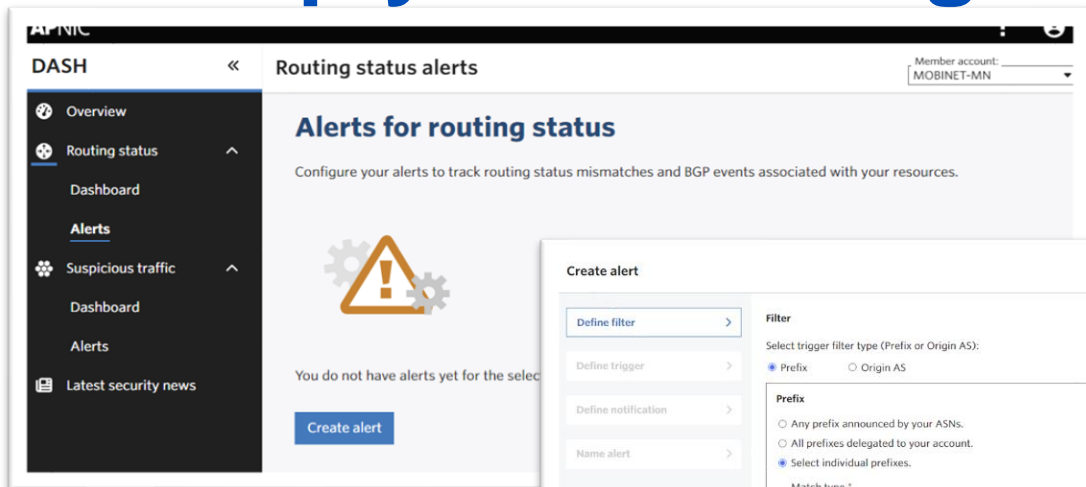 APNIC
DASH «
Routing status alerts
Member account:
MOBINET-MN
Overview
Routing status
Dashboard
Alerts
Suspicious traffic
Dashboard
Alerts
Latest security news
Alerts for routing status
Configure your alerts to track routing status mismatches and BGP events associated with your resources.
You do not have alerts yet for the selec
Create alert
Create alert
Define filter
Define trigger
Define notification
Name alert
Filter
Select trigger filter type (Prefix or Origin AS):
Prefix Origin AS
Prefix
Any prefix announced by your ASNs.
All prefixes delegated to your account.
Select individual prefixes.
Match type *